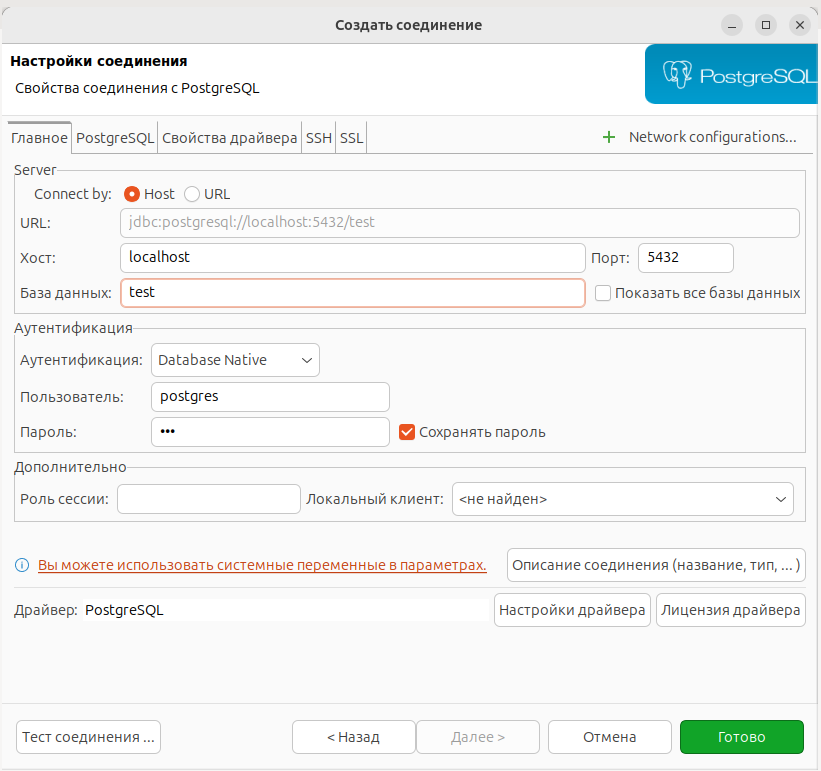 Создать соединение
Настройки соединения
Свойства соединения с PostgreSQL
PostgreSQL
Главное PostgreSQL Свойства драйвера SSH SSL + Network configurations...
Server
Connect by: Host URL
URL: jdbc:postgresql://localhost:5432/test
Хост: localhost Порт: 5432
База данных: test Показать все базы данных
Аутентификация
Аутентификация: Database Native
Пользователь: postgres
Пароль: ••• Сохранять пароль
Дополнительно
Роль сессии: Локальный клиент: <не найден>
Вы можете использовать системные переменные в параметрах. Описание соединения (название, тип, ... )
Драйвер: PostgreSQL Настройки драйвера Лицензия драйвера
Тест соединения ... < Назад Далее > Отмена Готово